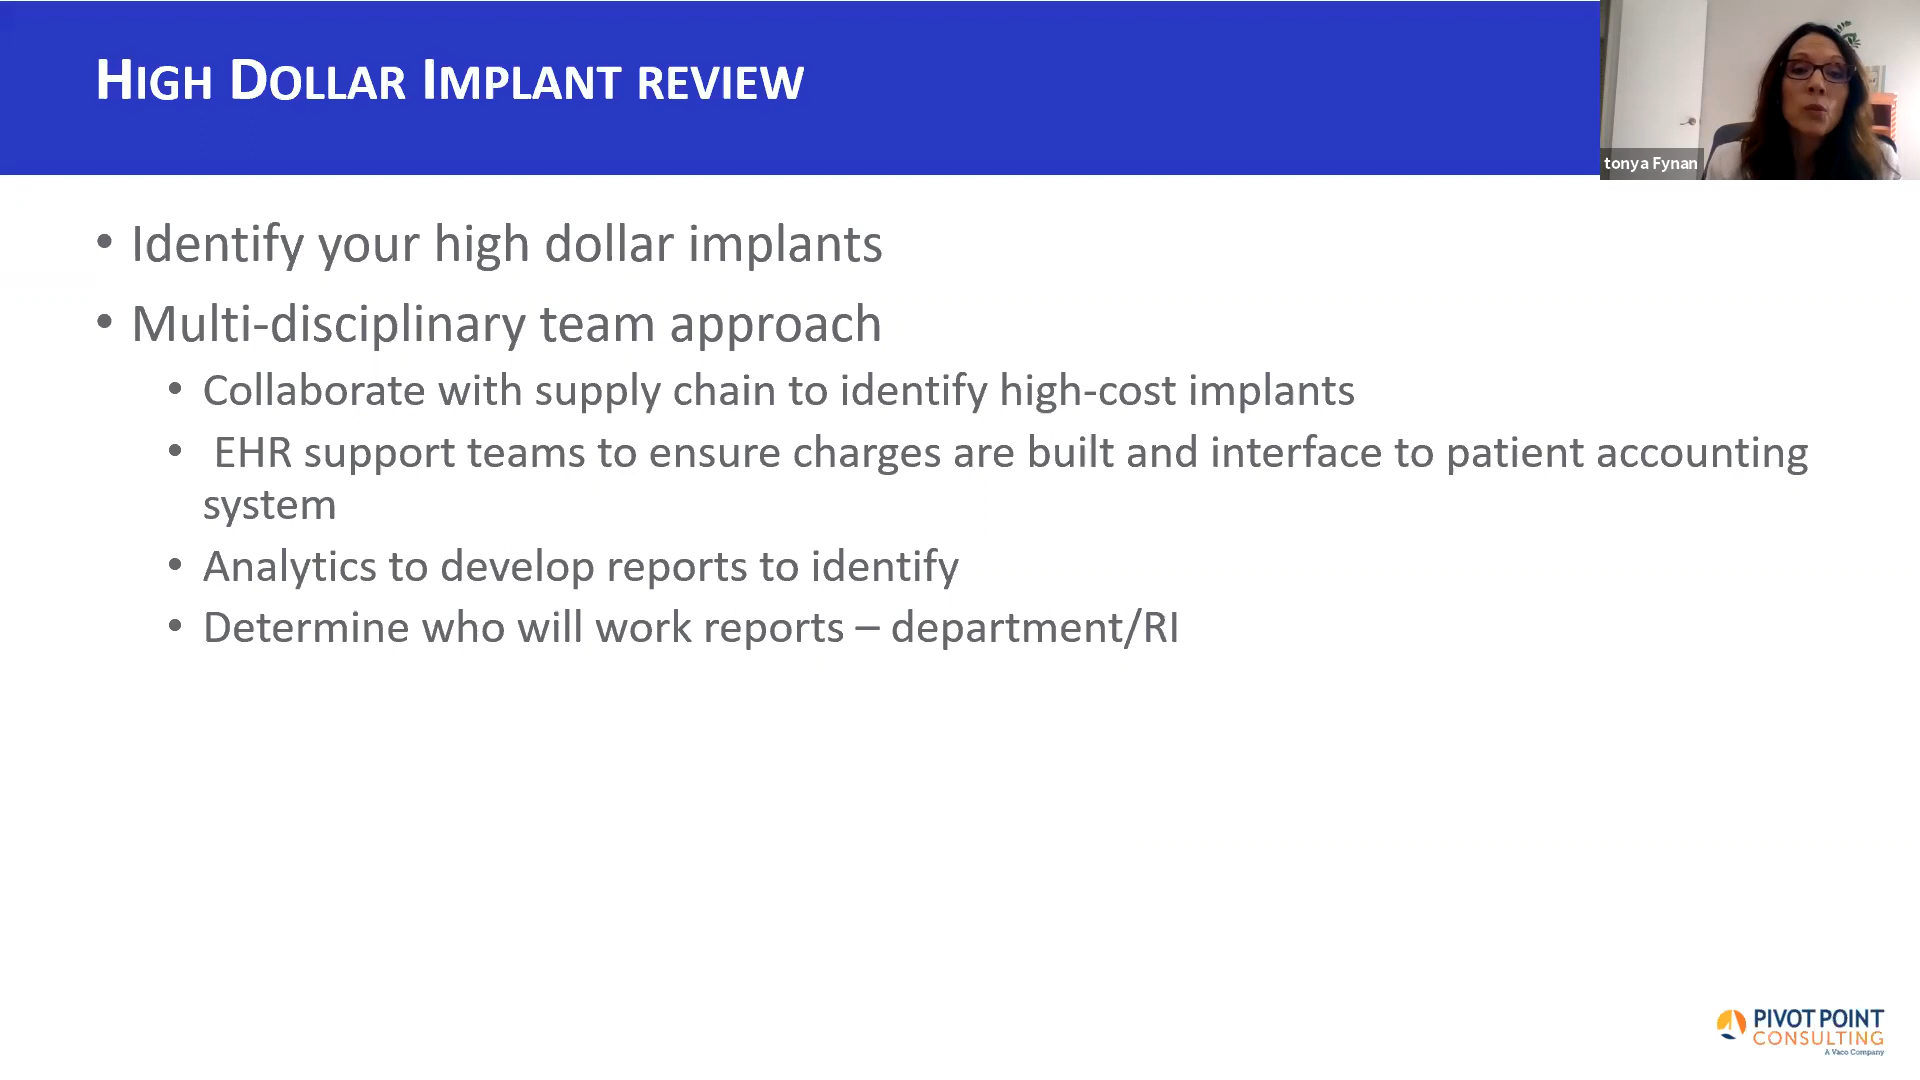 HIGH DOLLAR IMPLANT REVIEW
tonya Fynan
• Identify your high dollar implants
• Multi-disciplinary team approach
• Collaborate with supply chain to identify high-cost implants
• EHR support teams to ensure charges are built and interface to patient accounting
system
• Analytics to develop reports to identify
• Determine who will work reports – department/RI
PIVOT POINT
CONSULTING
A Vaco Company